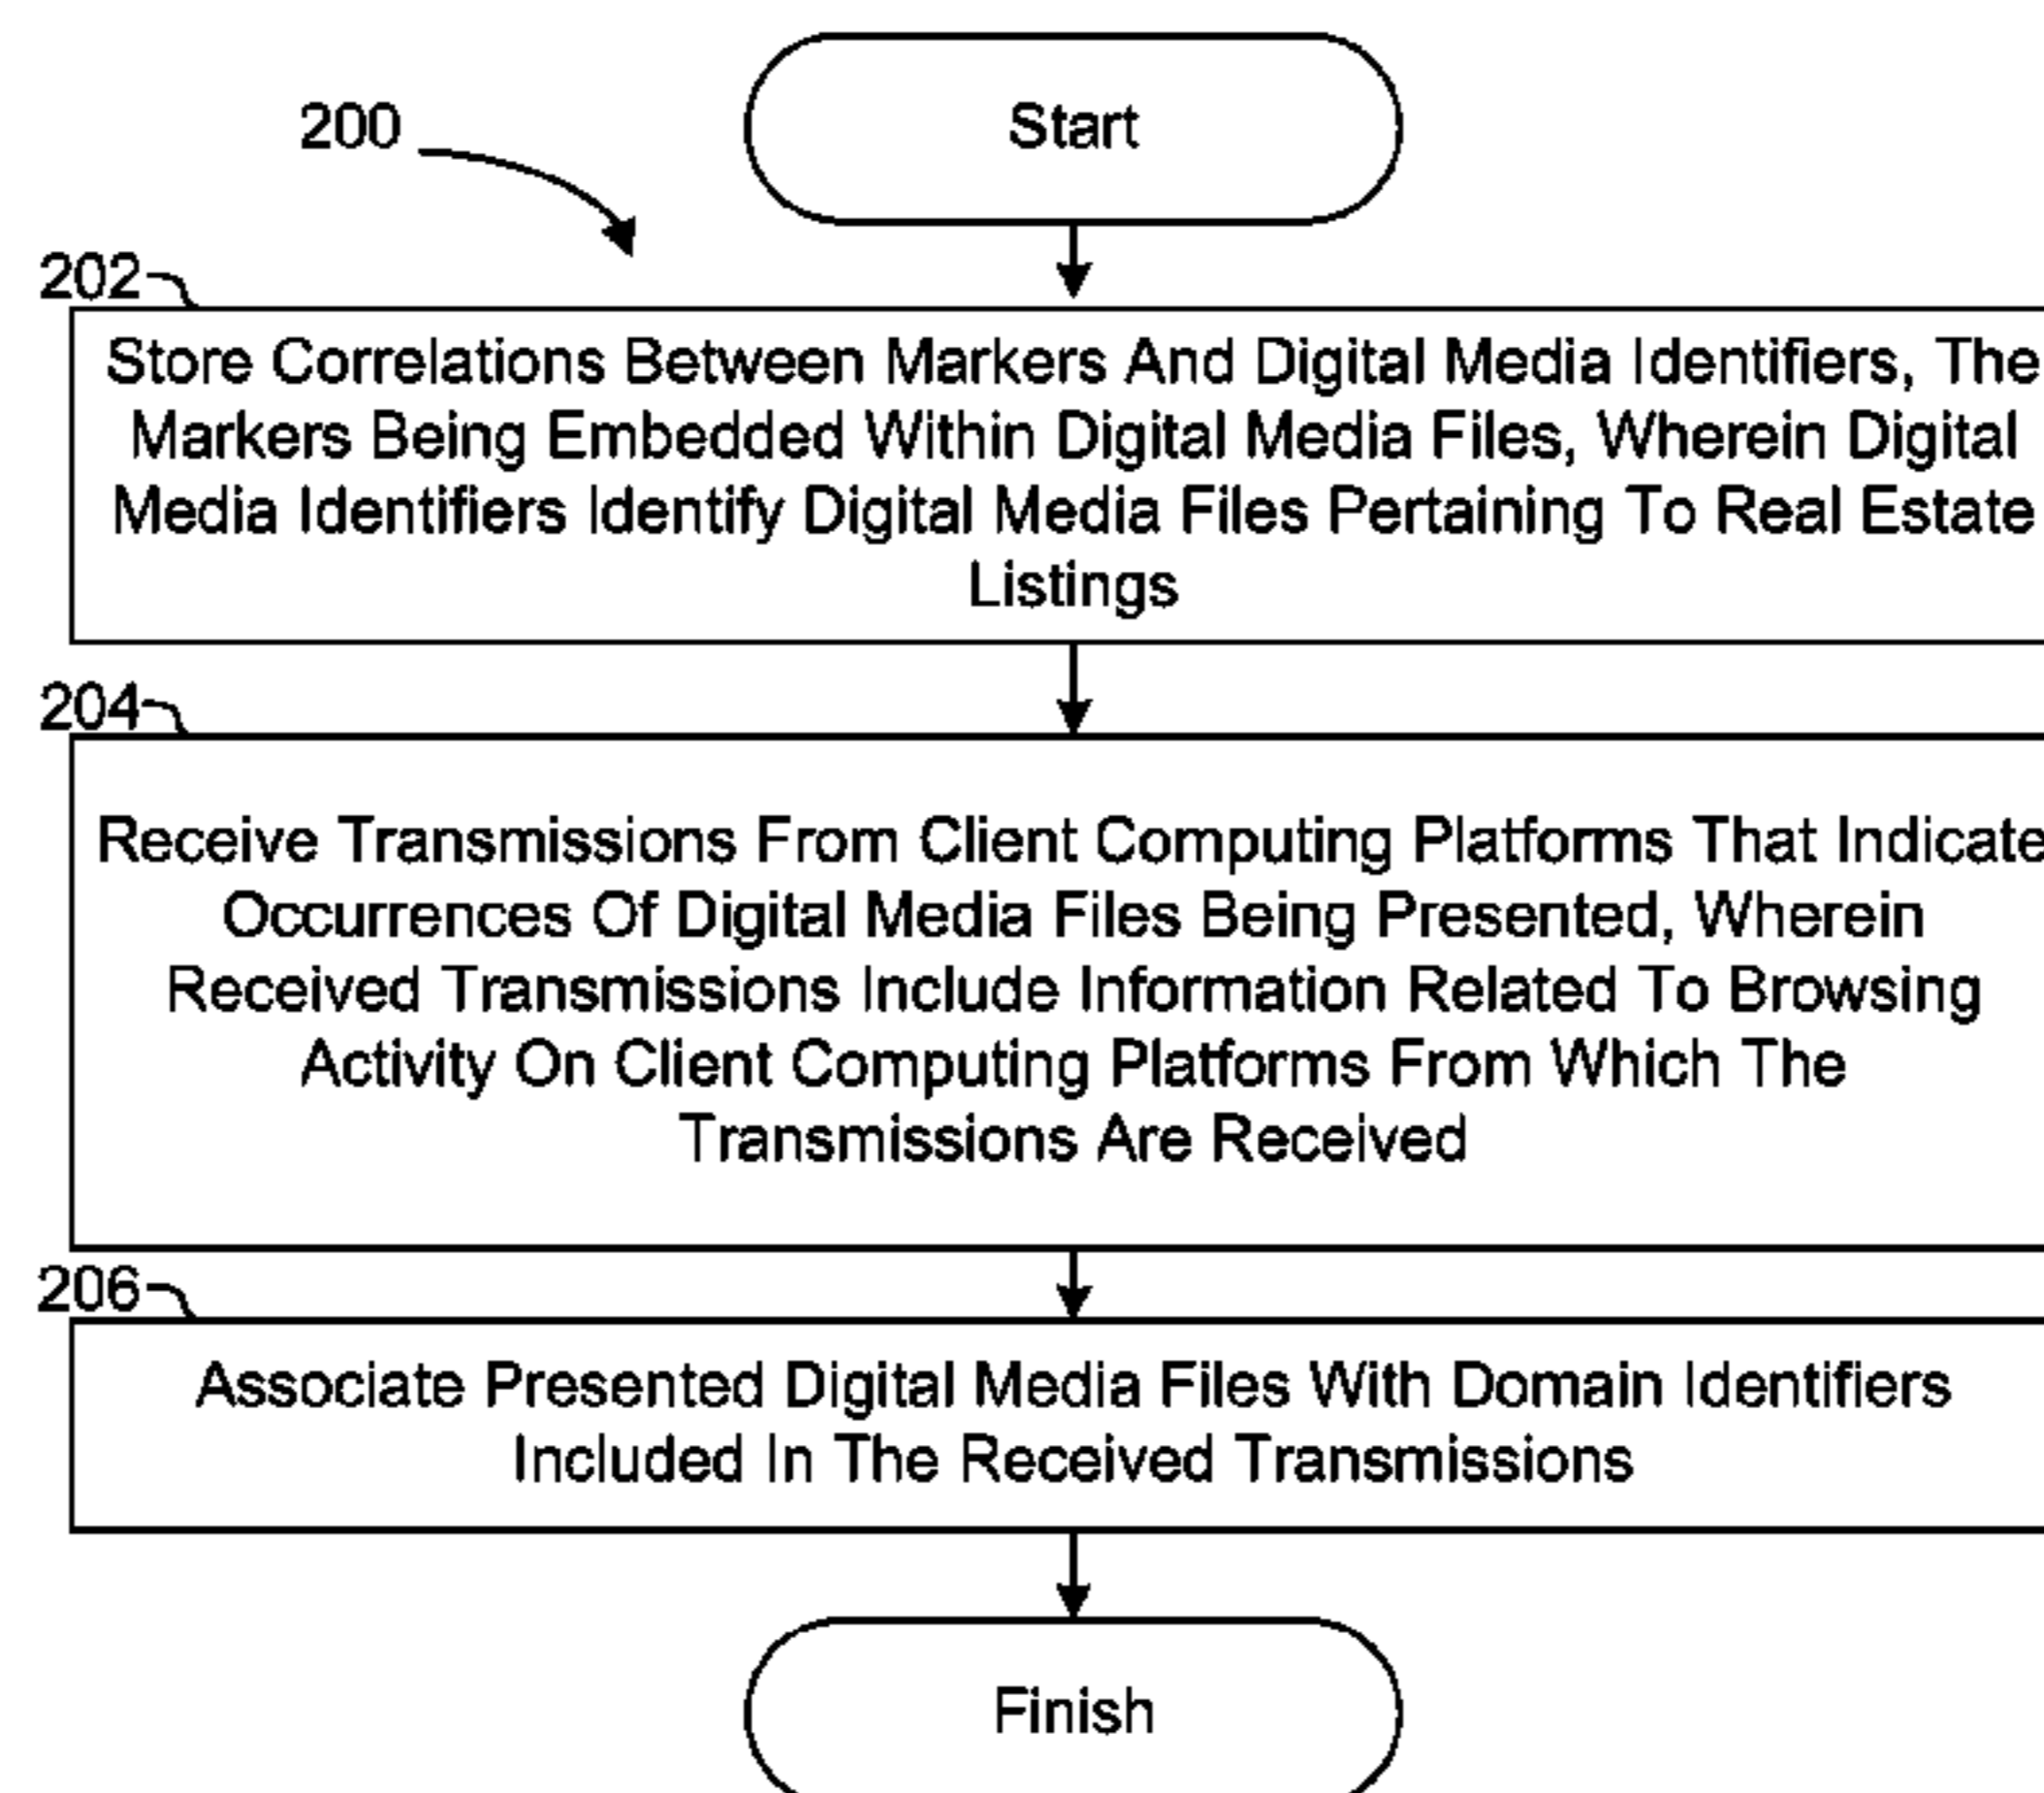 Start
200
202
Store Correlations Between Markers And Digital Media Identifiers, The
Markers Being Embedded Within Digital Media Files, Wherein Digital
Media Identifiers Identify Digital Media Files Pertaining To Real Estate
Listings
204
Receive Transmissions From Client Computing Platforms That Indicate
Occurrences Of Digital Media Files Being Presented, Wherein
Received Transmissions Include Information Related To Browsing
Activity On Client Computing Platforms From Which The
Transmissions Are Received
206
Associate Presented Digital Media Files With Domain Identifiers
Included In The Received Transmissions
Finish